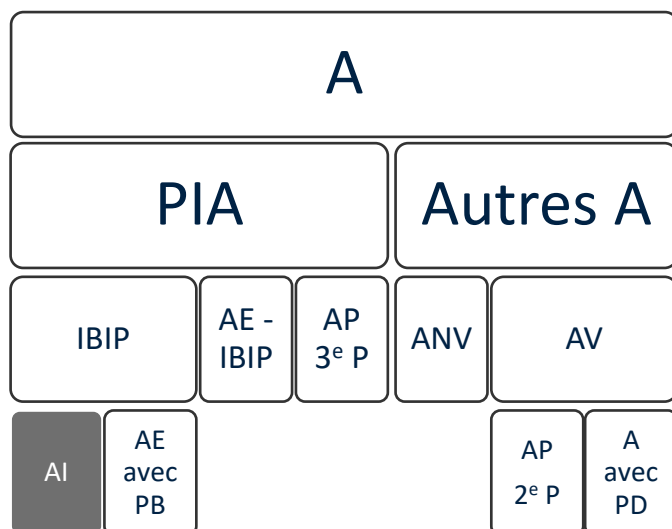 A
PIA
Autres A
IBIP
AE -
IBIP
AP
3ᵉ P
ANV
AV
AI
AE
avec
PB
AP
2ᵉ P
A
avec
PD